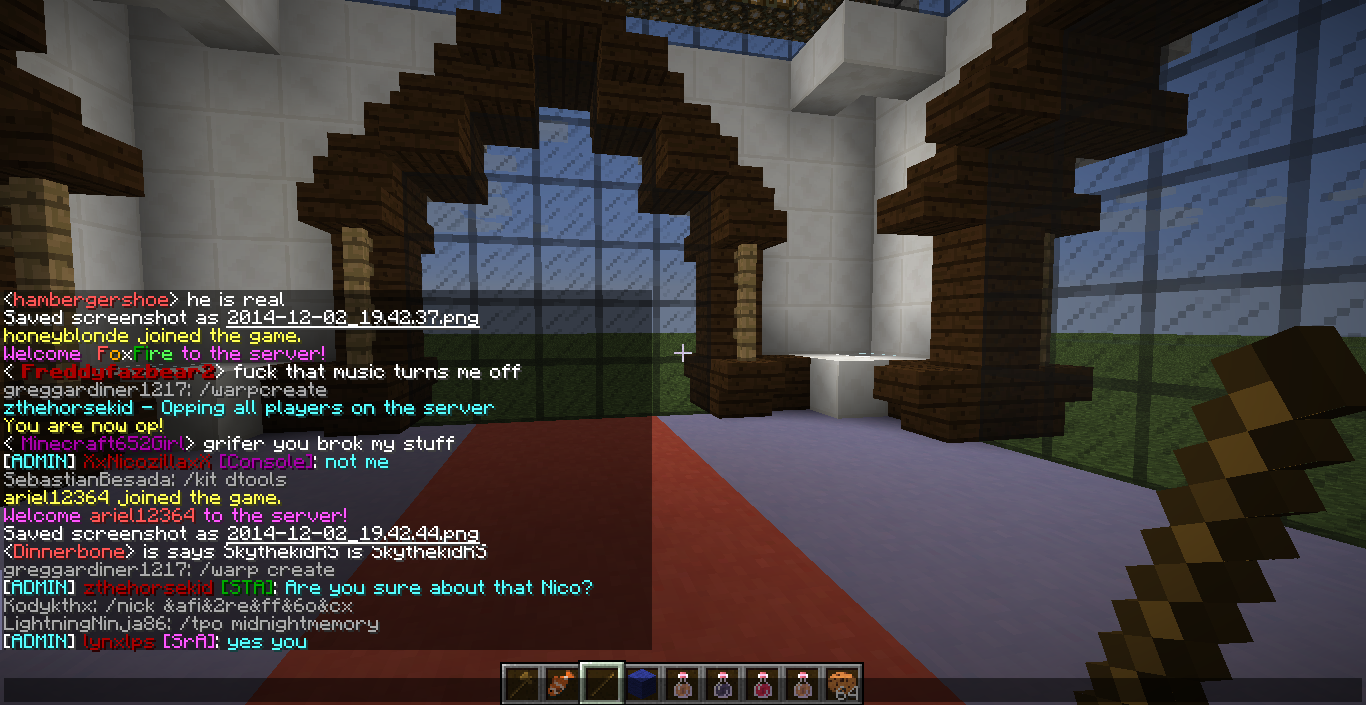 <hambergershoe> he is real
Saved screenshot as 2014-12-02_19.42.37.png
honeyblonde joined the game.
Welcome FoxFire to the server!
< Freddyfazbear2> fuck that music turns me off
greggardiner1217: /warpcreate
zthehorsekid - Opping all players on the server
You are now op!
< Minecraft652Girl> grifer you brok my stuff
[ADMIN] XxNicozillaxX [Console]: not me
SebastianBesada: /kit dtools
ariel12364 joined the game.
Welcome ariel12364 to the server!
Saved screenshot as 2014-12-02_19.42.44.png
<Dinnerbone> is says SkythekidRS is SkythekidRS
greggardiner1217: /warp create
[ADMIN] zthehorsekid [STA]: Are you sure about that Nico?
Kodykthx: /nick &afi&2re&ff&6o&cx
LightningNinja86: /tpo midnightmemory
[ADMIN] lynxlps [SrA]: yes you
64